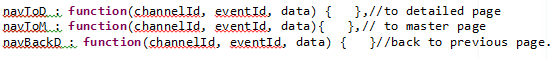 navToD : function(channelId, eventId, data) {   },//to detailed page
navToM : function(channelId, eventId, data){   },// to master page
navBackD : function(channelId, eventId, data) {   }//back to previous page.